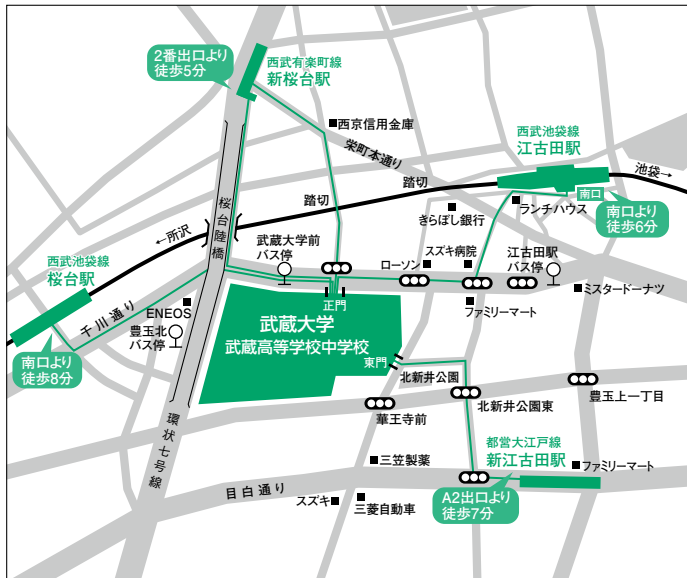 2番出口より
徒歩5分
西武有楽町線
新桜台駅
■西京信用金庫
栄町本通り
西武池袋線
江古田駅
池袋→
南口
南口より
徒歩6分
踏切
踏切
ランチハウス
きらぼし銀行
←所沢
桜台陸橋
武蔵大学前
バス停
ローソン
スズキ病院
江古田駅
バス停
西武池袋線
桜台駅
千川通り
ENEOS
豊玉北
バス停
正門
ファミリーマート
ミスタードーナツ
武蔵大学
武蔵高等学校中学校
東門
南口より
徒歩8分
北新井公園
華王寺前
北新井公園東
豊玉上一丁目
環状七号線
都営大江戸線
新江古田駅
三笠製薬
ファミリーマート
目白通り
A2出口より
徒歩7分
スズキ
三菱自動車